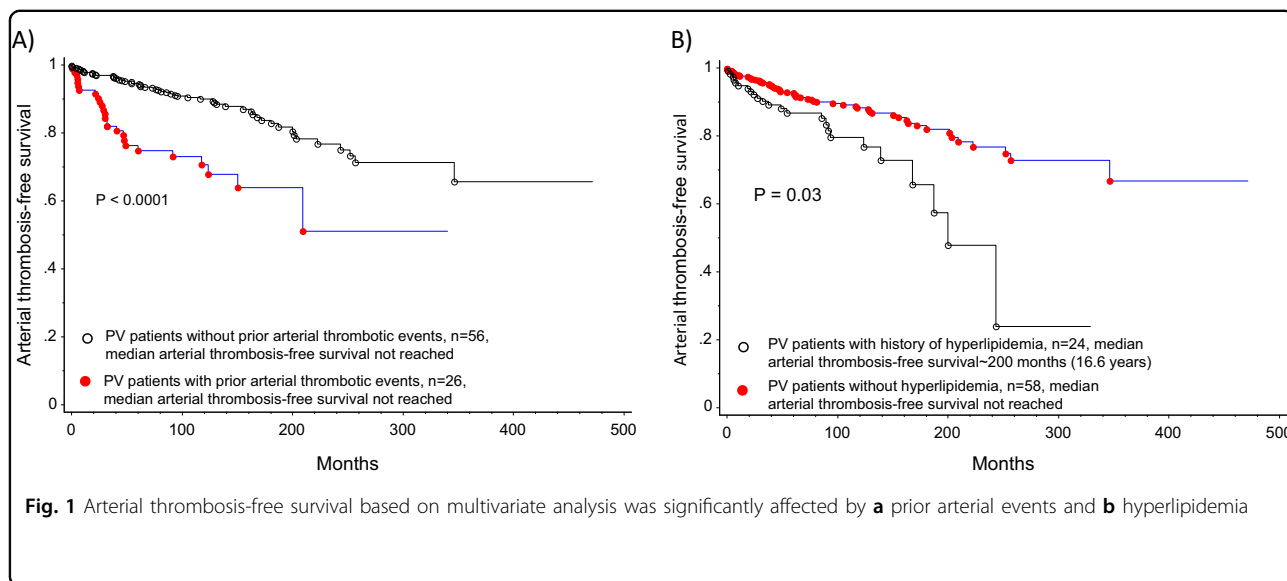 A)
Arterial thrombosis-free survival
1
.8
.6
.4
.2
0
P < 0.0001
PV patients without prior arterial thrombotic events, n=56,
median arterial thrombosis-free survival not reached
PV patients with prior arterial thrombotic events, n=26,
median arterial thrombosis-free survival not reached
0 100 200 300 400 500
Months
B)
Arterial thrombosis-free survival
1
.8
.6
.4
.2
0
P = 0.03
PV patients with history of hyperlipidemia, n=24, median
arterial thrombosis-free survival~200 months (16.6 years)
PV patients without hyperlipidemia, n=58, median
arterial thrombosis-free survival not reached
0 100 200 300 400 500
Months
Fig. 1 Arterial thrombosis-free survival based on multivariate analysis was significantly affected by a prior arterial events and b hyperlipidemia